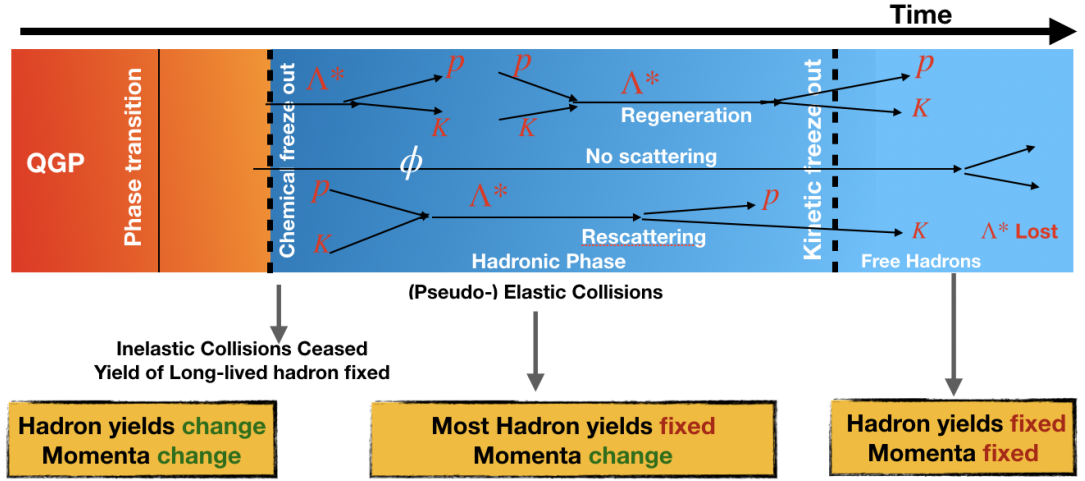 Time
QGP
Phase transition
Chemical freeze out
Λ*
p
K
p
K
Λ*
Regeneration
p
K
ϕ
No scattering
p
K
Λ*
Rescattering
p
K
Λ* Lost
Kinetic freeze out
Hadronic Phase
Free Hadrons
(Pseudo-) Elastic Collisions
Inelastic Collisions Ceased
Yield of Long-lived hadron fixed
Hadron yields change
Momenta change
Most Hadron yields fixed
Momenta change
Hadron yields fixed
Momenta fixed